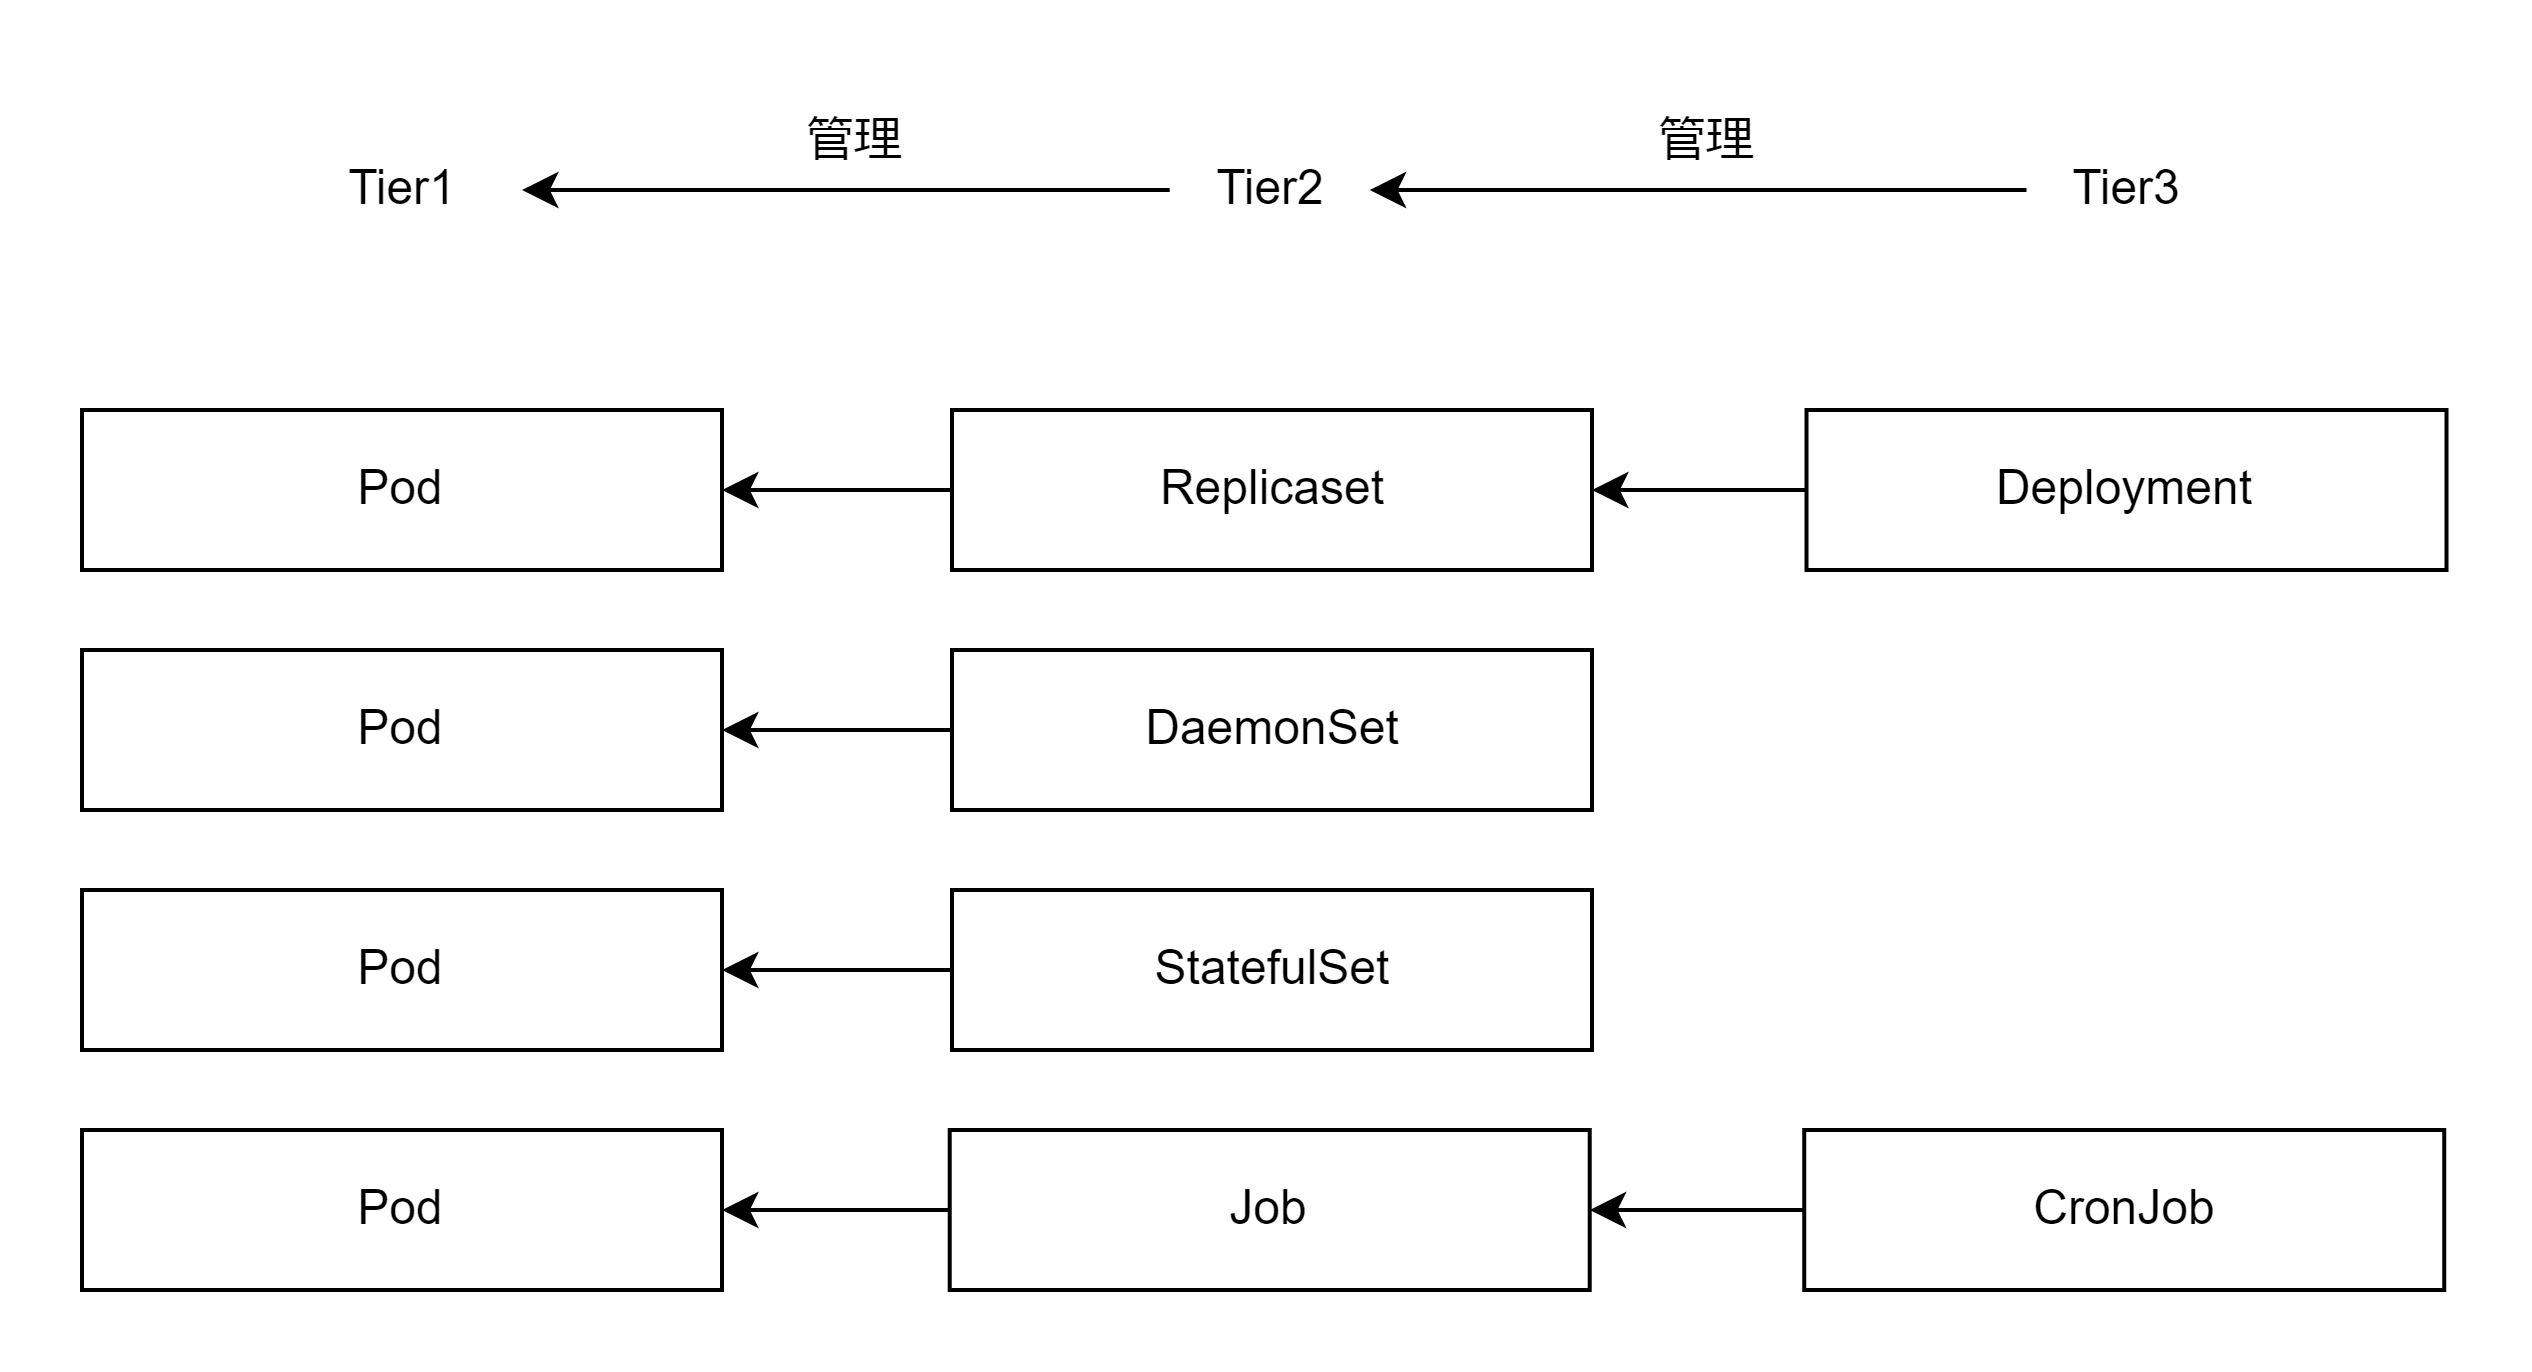 管理
管理
Tier1
Tier2
Tier3
Pod
Replicaset
Deployment
Pod
DaemonSet
Pod
StatefulSet
Pod
Job
CronJob